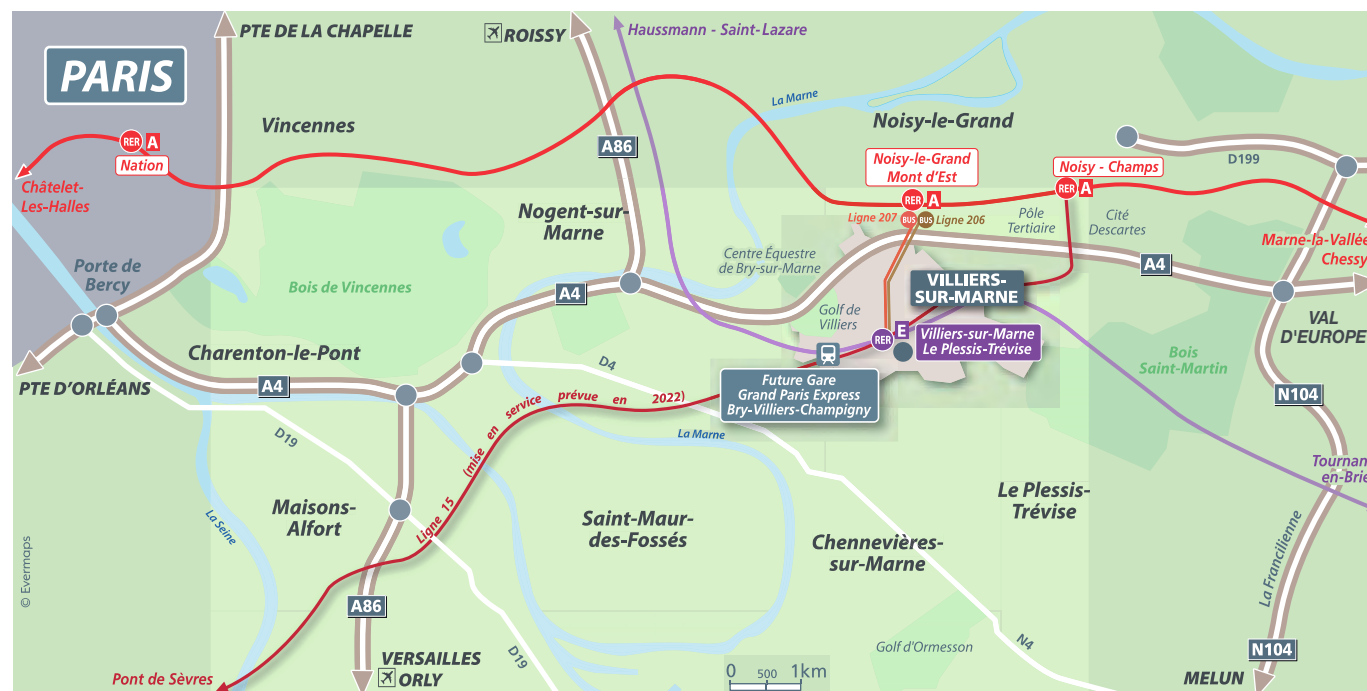 PTE DE LA CHAPELLE
ROISSY
Haussmann - Saint-Lazare
PARIS
La Marne
Vincennes
Noisy-le-Grand
RER A
Nation
A86
D199
Châtelet-
Les-Halles
Noisy-le-Grand
Mont d'Est
Noisy - Champs
RER A
RER A
Nogent-sur-
Marne
Ligne 207
BUS
BUS
Ligne 206
Pôle
Tertiaire
Cité
Descartes
Marne-la-Vallée
Chessy
Porte de
Bercy
Centre Équestre
de Bry-sur-Marne
A4
Bois de Vincennes
A4
VILLIERS-
SUR-MARNE
Golf de
Villiers
VAL
D'EUROPE
RER E
Villiers-sur-Marne
Le Plessis-Trévise
Charenton-le-Pont
D4
Bois
Saint-Martin
PTE D'ORLÉANS
A4
Future Gare
Grand Paris Express
Bry-Villiers-Champigny
N104
Ligne 15 (mise en service prévue en 2022)
D19
La Marne
Tournan-
en-Brie
Maisons-
Alfort
La Seine
Saint-Maur-
des-Fossés
Le Plessis-
Trévise
Chennevières-
sur-Marne
La Francilienne
© Evermaps
A86
D19
N4
Golf d'Ormesson
N104
Pont de Sèvres
VERSAILLES
ORLY
0 500 1km
MELUN